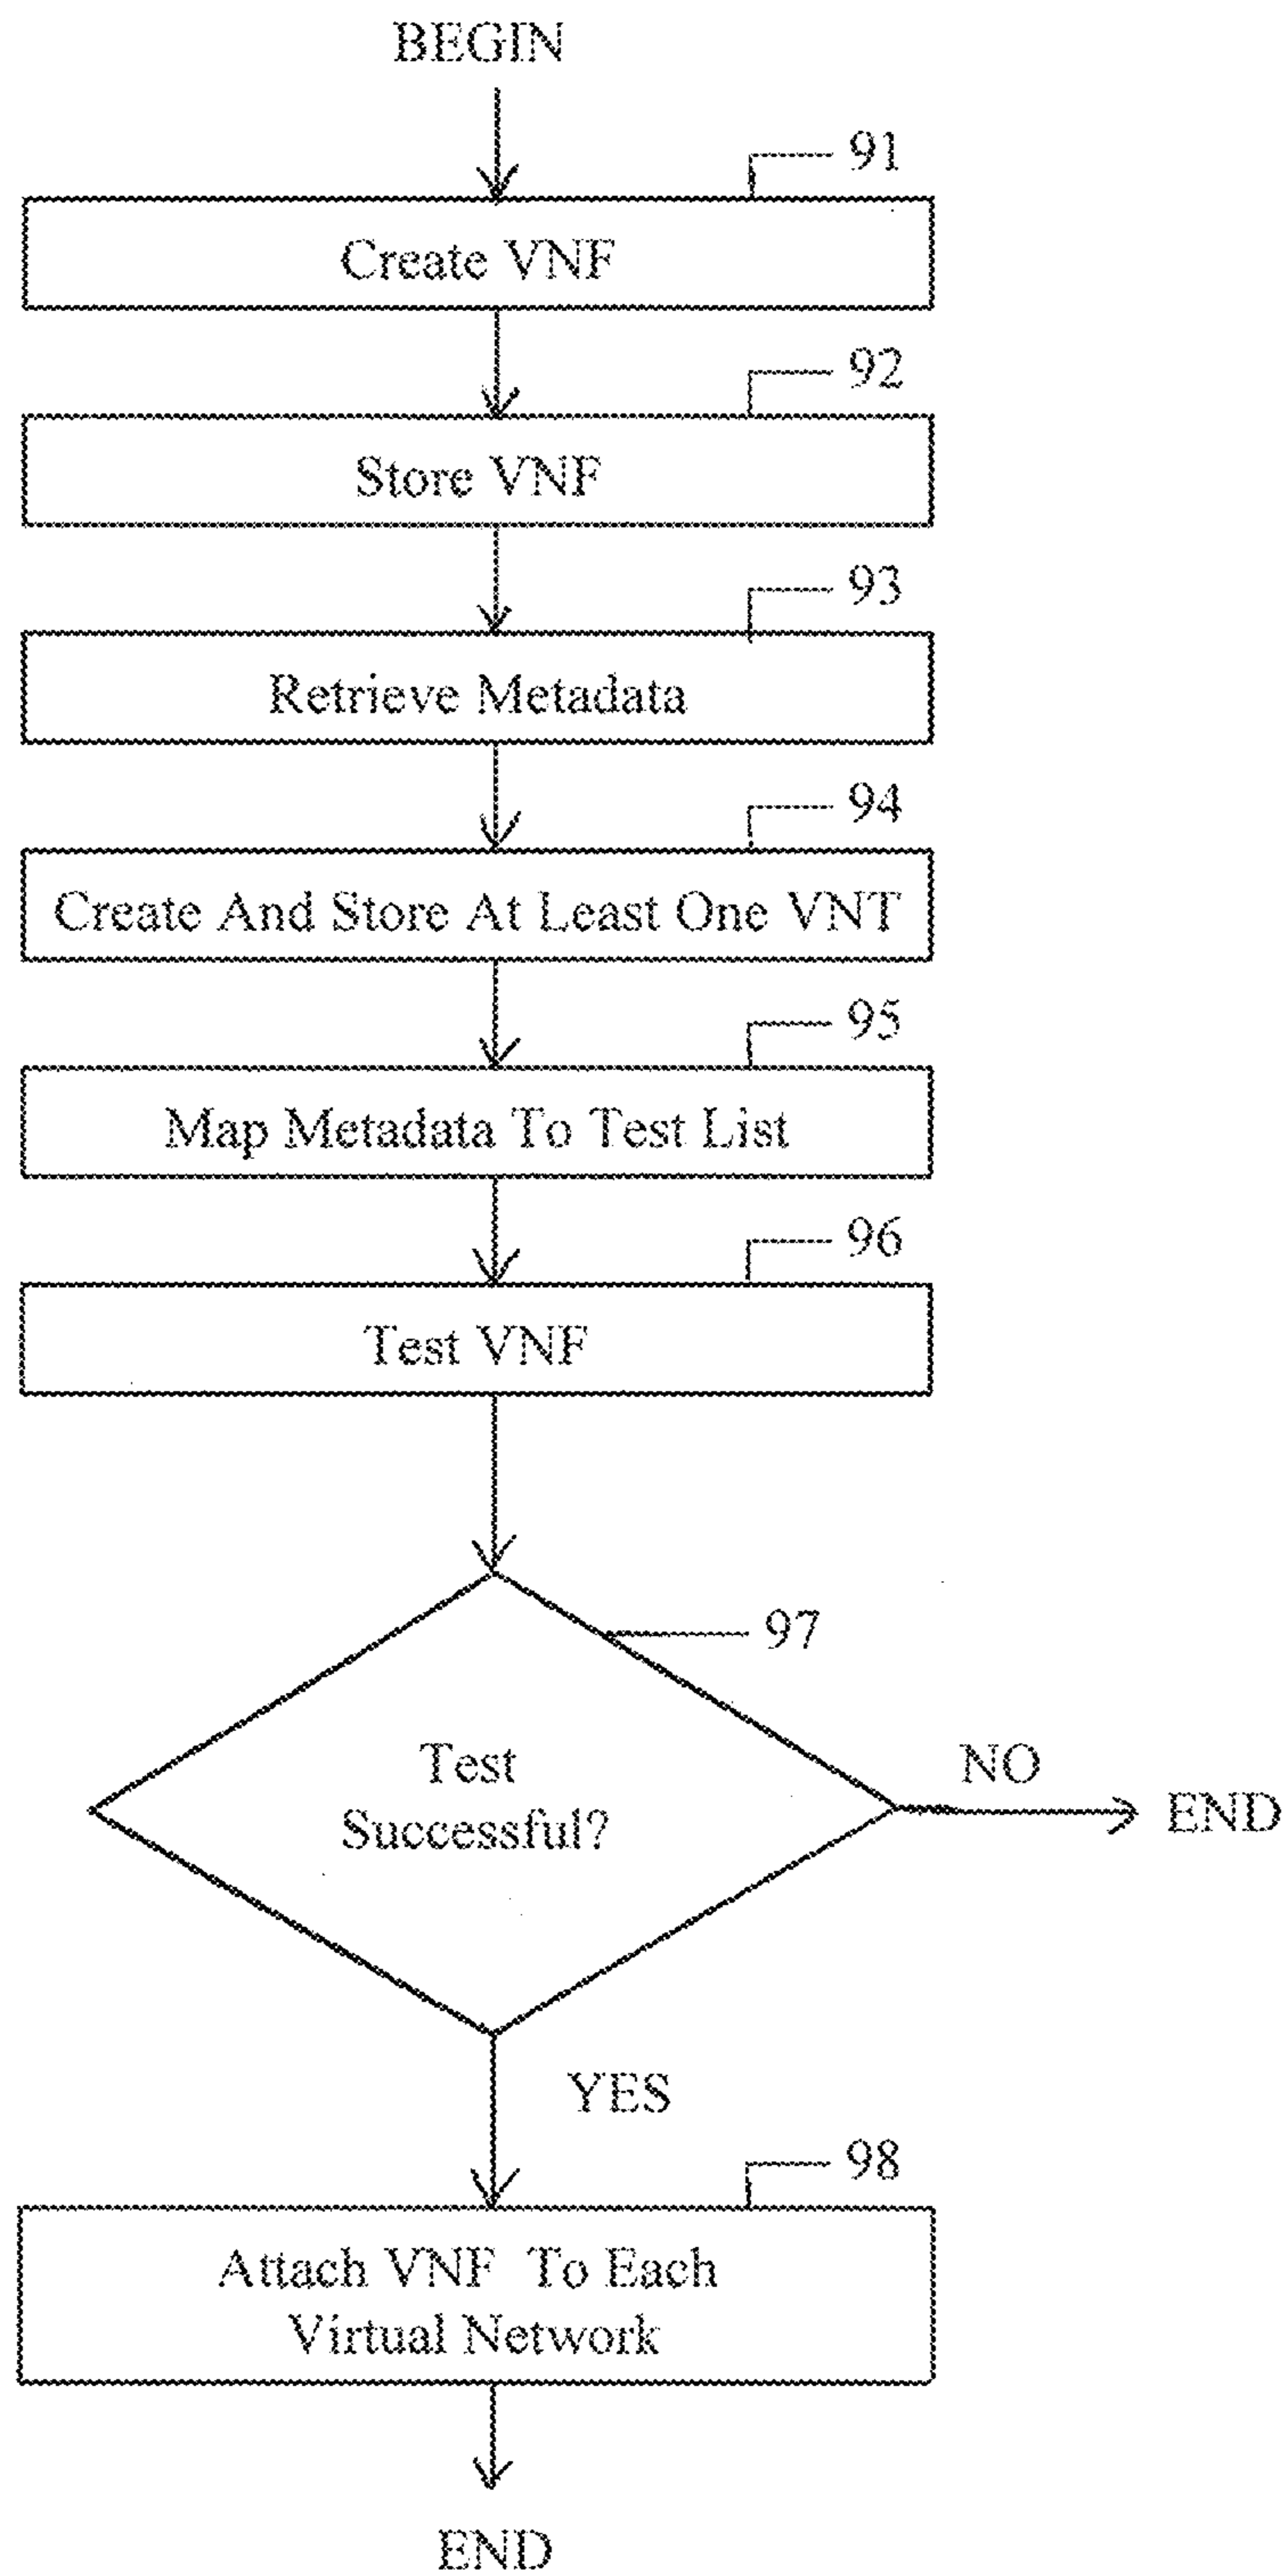 BEGIN
91
Create VNF
92
Store VNF
93
Retrieve Metadata
94
Create And Store At Least One VNT
95
Map Metadata To Test List
96
Test VNF
97
Test
Successful?
NO
END
YES
98
Attach VNF To Each
Virtual Network
END